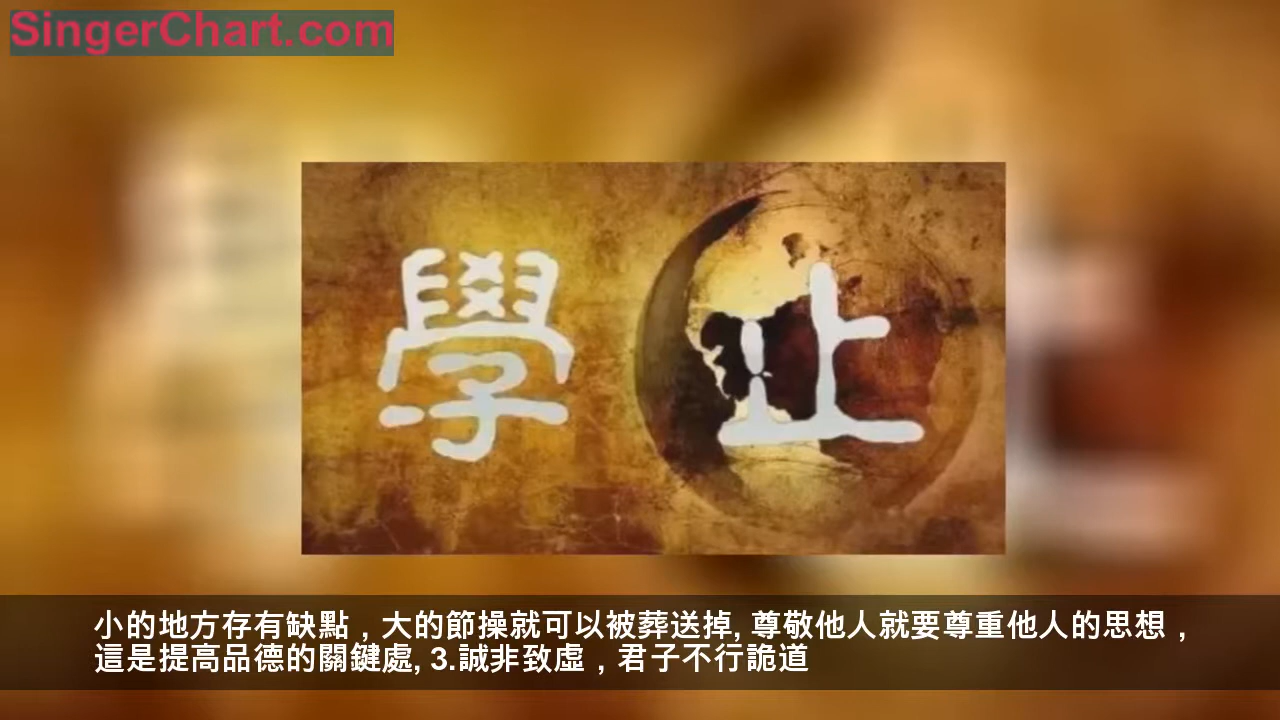 SingerChart.com
學 止
小的地方存有缺點，大的節操就可以被葬送掉, 尊敬他人就要尊重他人的思想，
這是提高品德的關鍵處, 3.誠非致虛，君子不行詭道